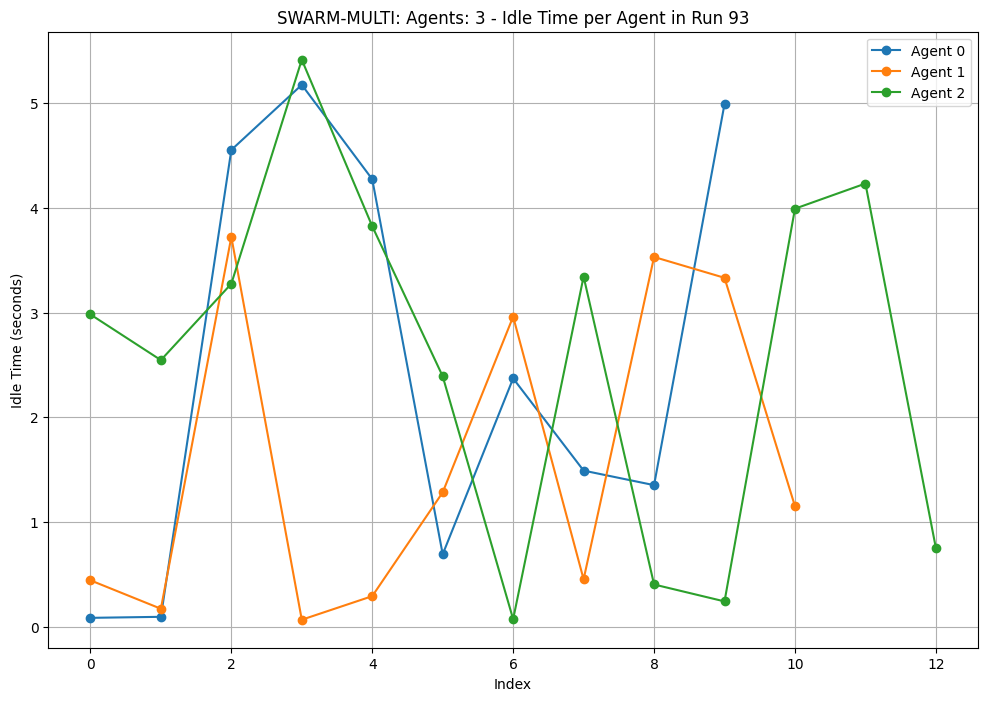 SWARM-MULTI: Agents: 3 - Idle Time per Agent in Run 93
Agent 0
Agent 1
Agent 2
Idle Time (seconds)
5
4
3
2
1
0
0 2 4 6 8 10 12
Index